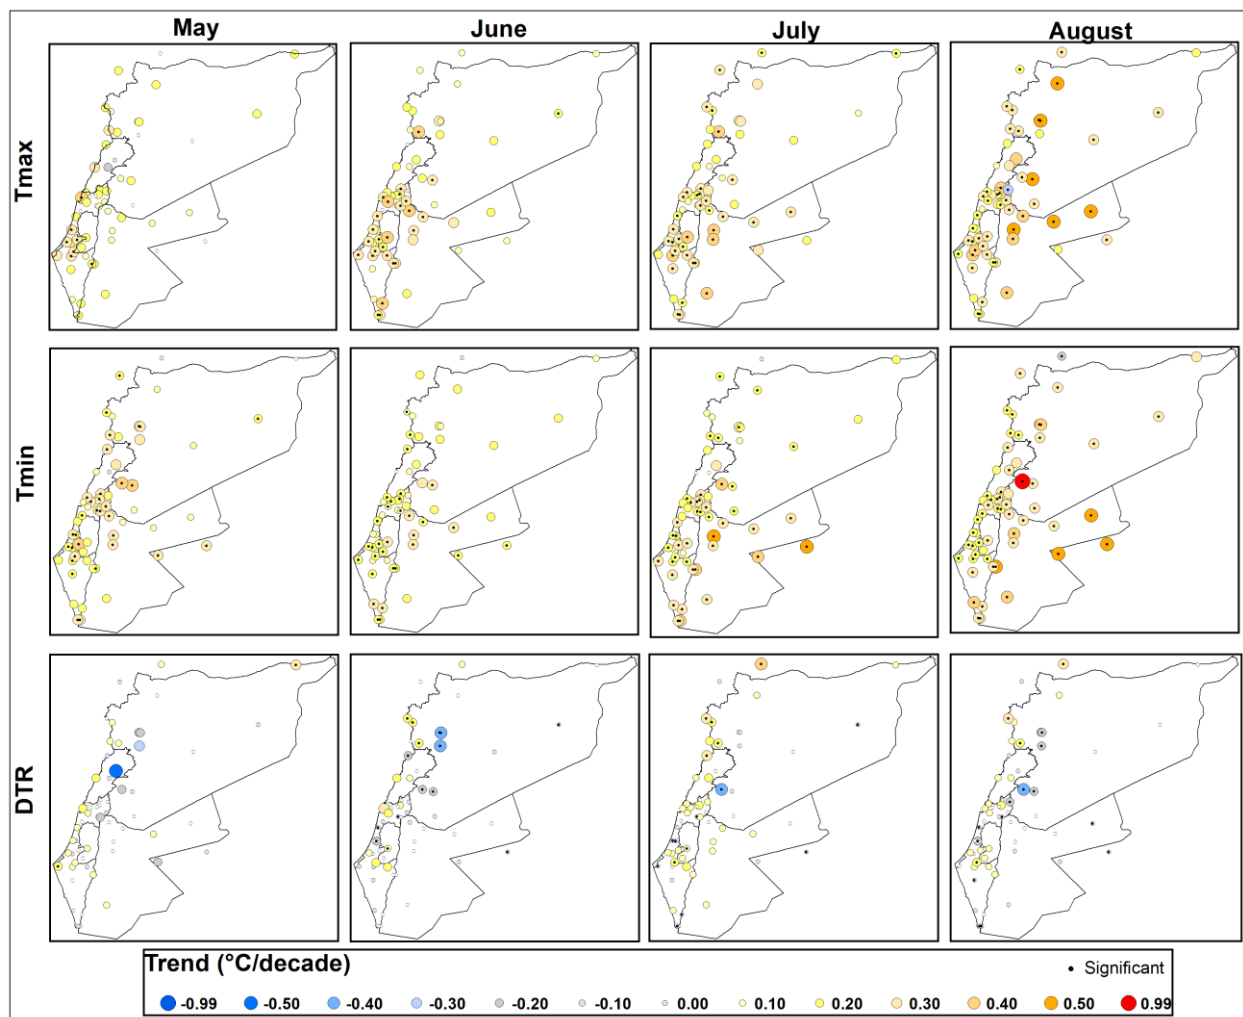 May June July August
Tmax
Tmin
DTR
Trend (°C/decade)
• Significant
-0.99 -0.50 -0.40 -0.30 -0.20 -0.10 0.00 0.10 0.20 0.30 0.40 0.50 0.99